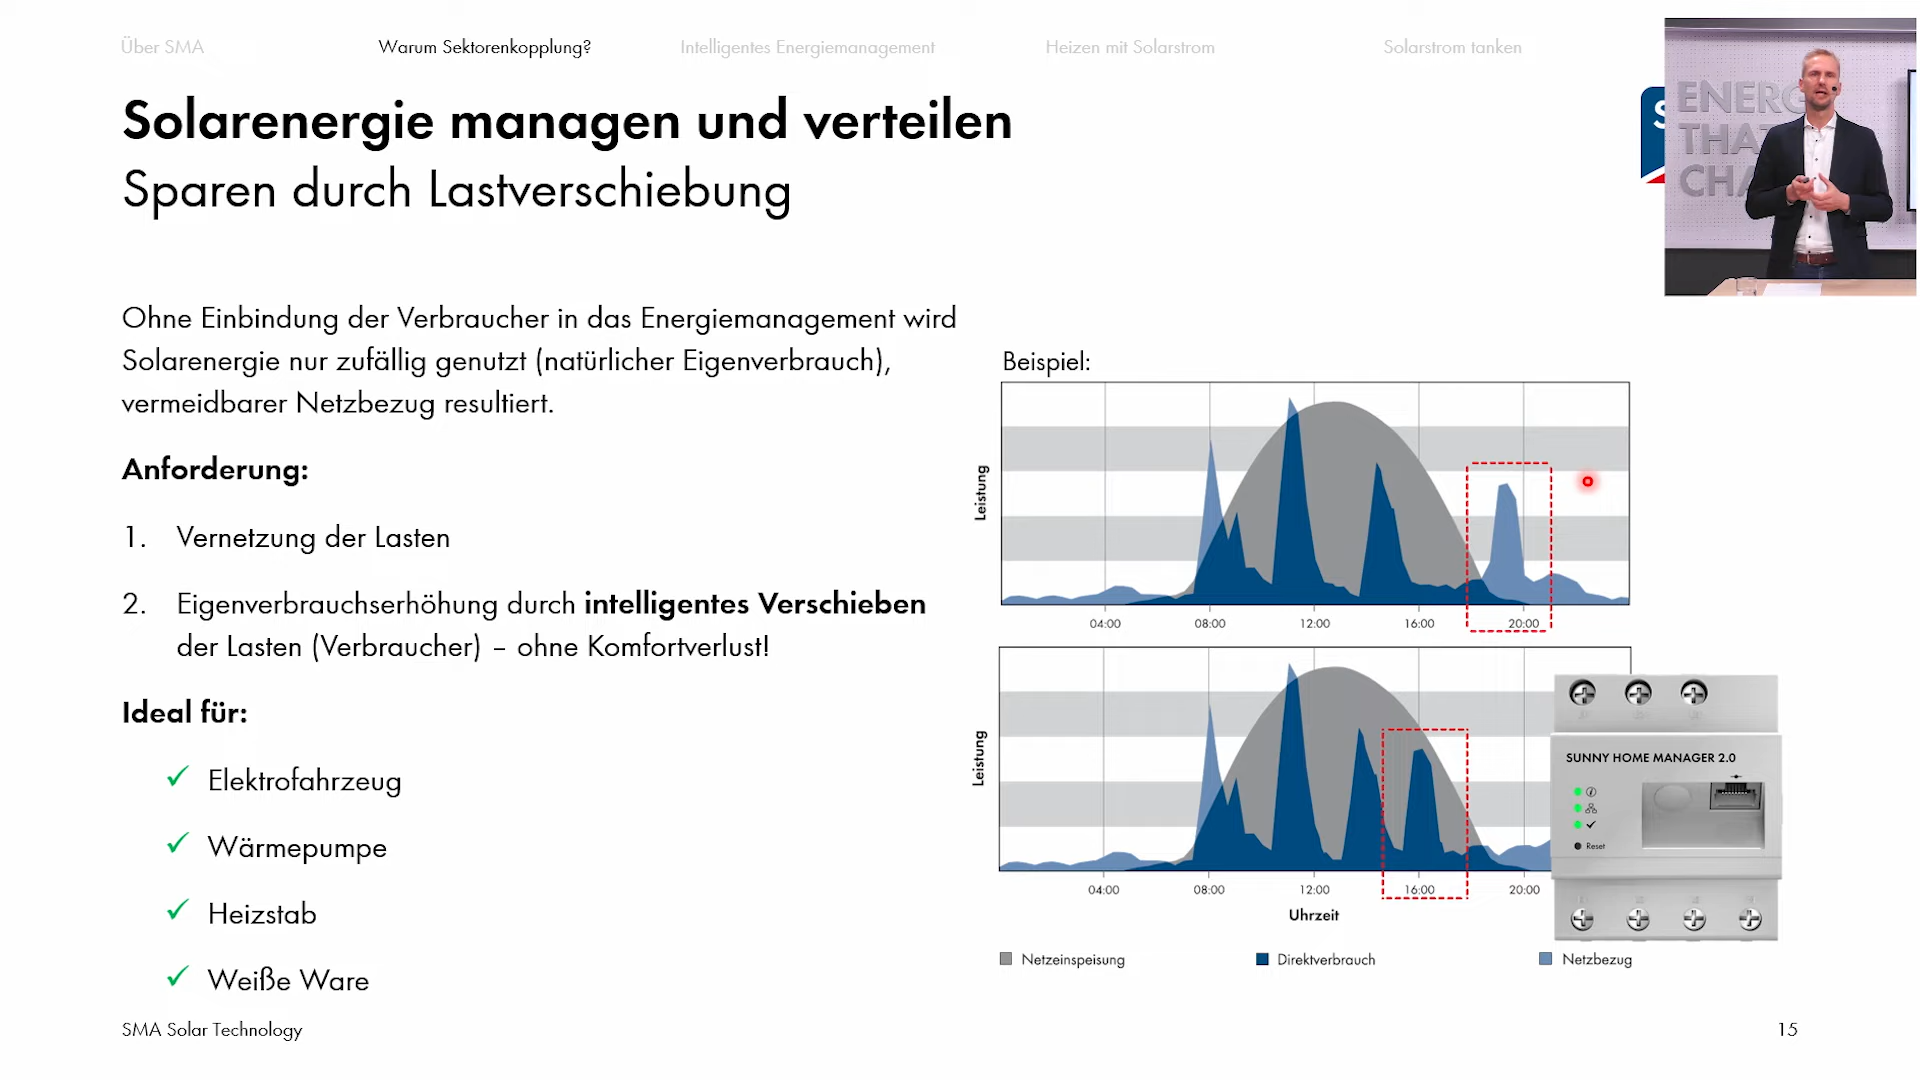 Über SMA
Warum Sektorenkopplung?
Intelligentes Energiemanagement
Heizen mit Solarstrom
Solarstrom tanken
Solarenergie managen und verteilen
Sparen durch Lastverschiebung
S
ENERG
THA
CHA
Ohne Einbindung der Verbraucher in das Energiemanagement wird
Solarenergie nur zufällig genutzt (natürlicher Eigenverbrauch),
vermeidbarer Netzbezug resultiert.
Anforderung:
1. Vernetzung der Lasten
2. Eigenverbrauchserhöhung durch intelligentes Verschieben
der Lasten (Verbraucher) – ohne Komfortverlust!
Ideal für:
✓ Elektrofahrzeug
✓ Wärmepumpe
✓ Heizstab
✓ Weiße Ware
Beispiel:
Leistung
04:00 08:00 12:00 16:00 20:00
Leistung
04:00 08:00 12:00 16:00 20:00
Uhrzeit
SUNNY HOME MANAGER 2.0
Reset
Netzeinspeisung
Direktverbrauch
Netzbezug
SMA Solar Technology
15